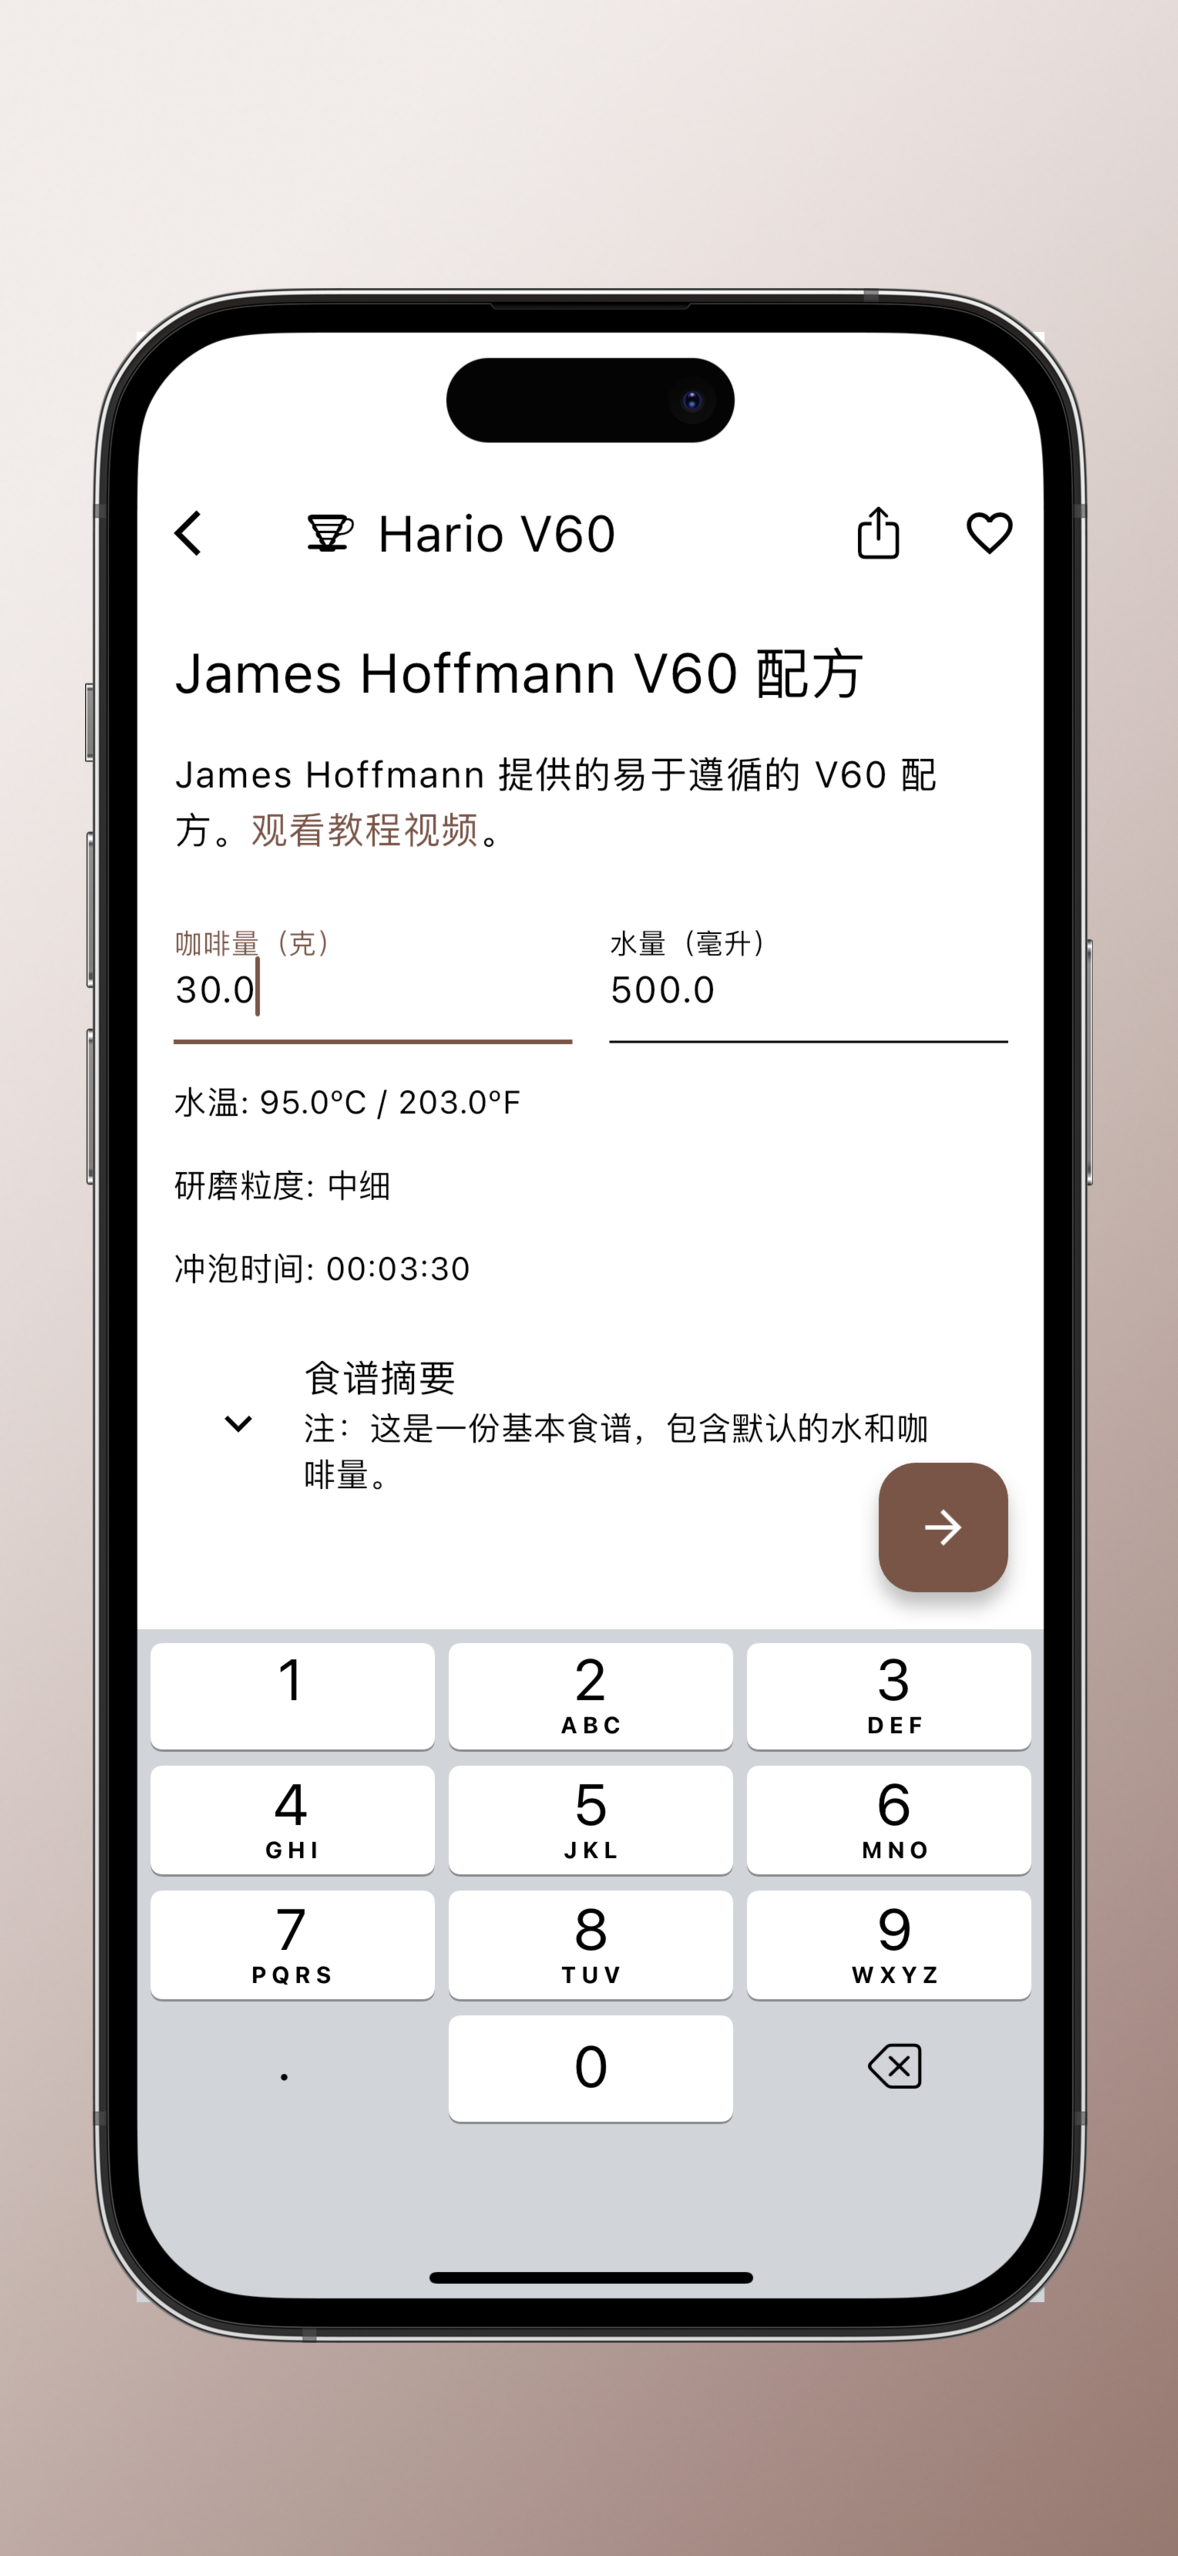 Hario V60
James Hoffmann V60 配方
James Hoffmann 提供的易于遵循的 V60 配
方。观看教程视频。
咖啡量（克） 水量（毫升）
30.0 500.0
水温: 95.0ºC / 203.0ºF
研磨粒度: 中细
冲泡时间: 00:03:30
食谱摘要
注：这是一份基本食谱，包含默认的水和咖
啡量。
1 2 3
ABC DEF
4 5 6
GHI JKL MNO
7 8 9
PQRS TUV WXYZ
. 0